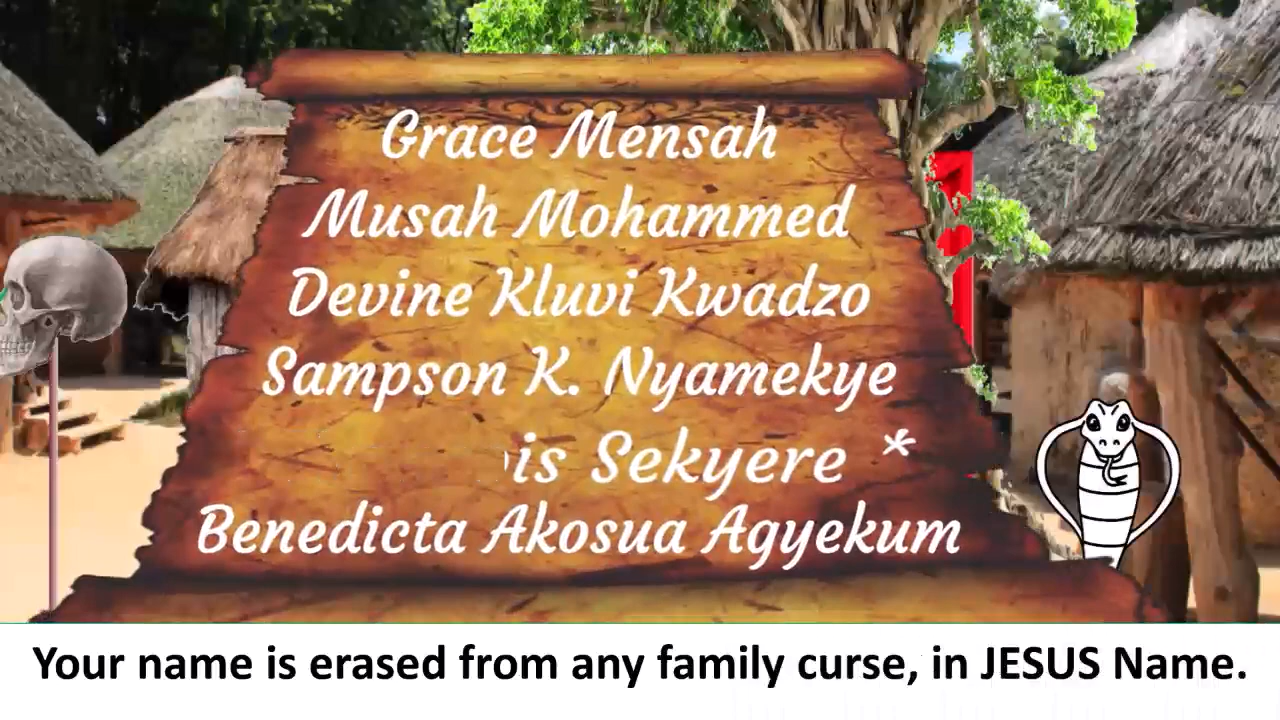 Grace Mensah
Musah Mohammed
Devine Kluvi Kwadzo
Sampson K. Nyamekye
is Sekyere *
Benedicta Akosua Agyekum
Your name is erased from any family curse, in JESUS Name.